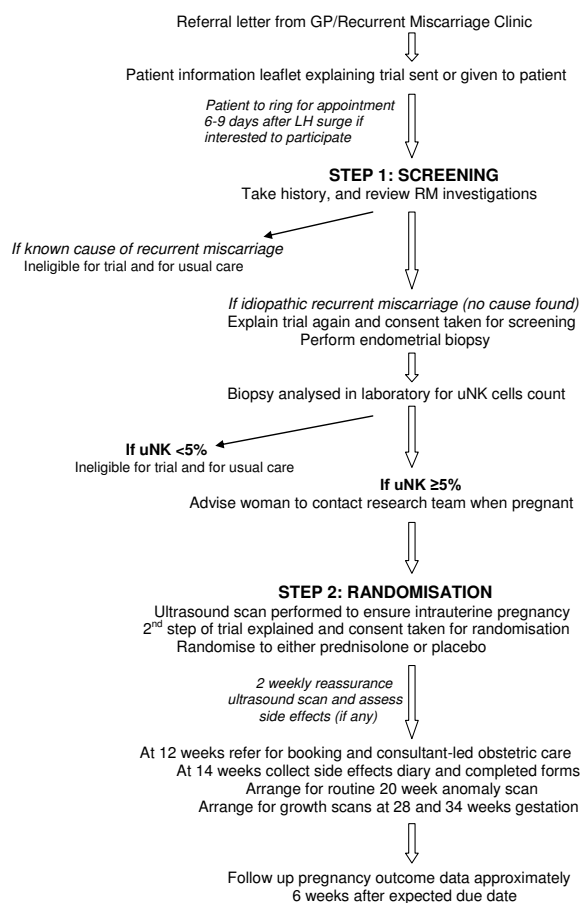 Referral letter from GP/Recurrent Miscarriage Clinic
Patient information leaflet explaining trial sent or given to patient
Patient to ring for appointment
6-9 days after LH surge if
interested to participate
STEP 1: SCREENING
Take history, and review RM investigations
If known cause of recurrent miscarriage
Ineligible for trial and for usual care
If idiopathic recurrent miscarriage (no cause found)
Explain trial again and consent taken for screening
Perform endometrial biopsy
Biopsy analysed in laboratory for uNK cells count
If uNK <5%
Ineligible for trial and for usual care
If uNK ≥5%
Advise woman to contact research team when pregnant
STEP 2: RANDOMISATION
Ultrasound scan performed to ensure intrauterine pregnancy
2nd step of trial explained and consent taken for randomisation
Randomise to either prednisolone or placebo
2 weekly reassurance
ultrasound scan and assess
side effects (if any)
At 12 weeks refer for booking and consultant-led obstetric care
At 14 weeks collect side effects diary and completed forms
Arrange for routine 20 week anomaly scan
Arrange for growth scans at 28 and 34 weeks gestation
Follow up pregnancy outcome data approximately
6 weeks after expected due date